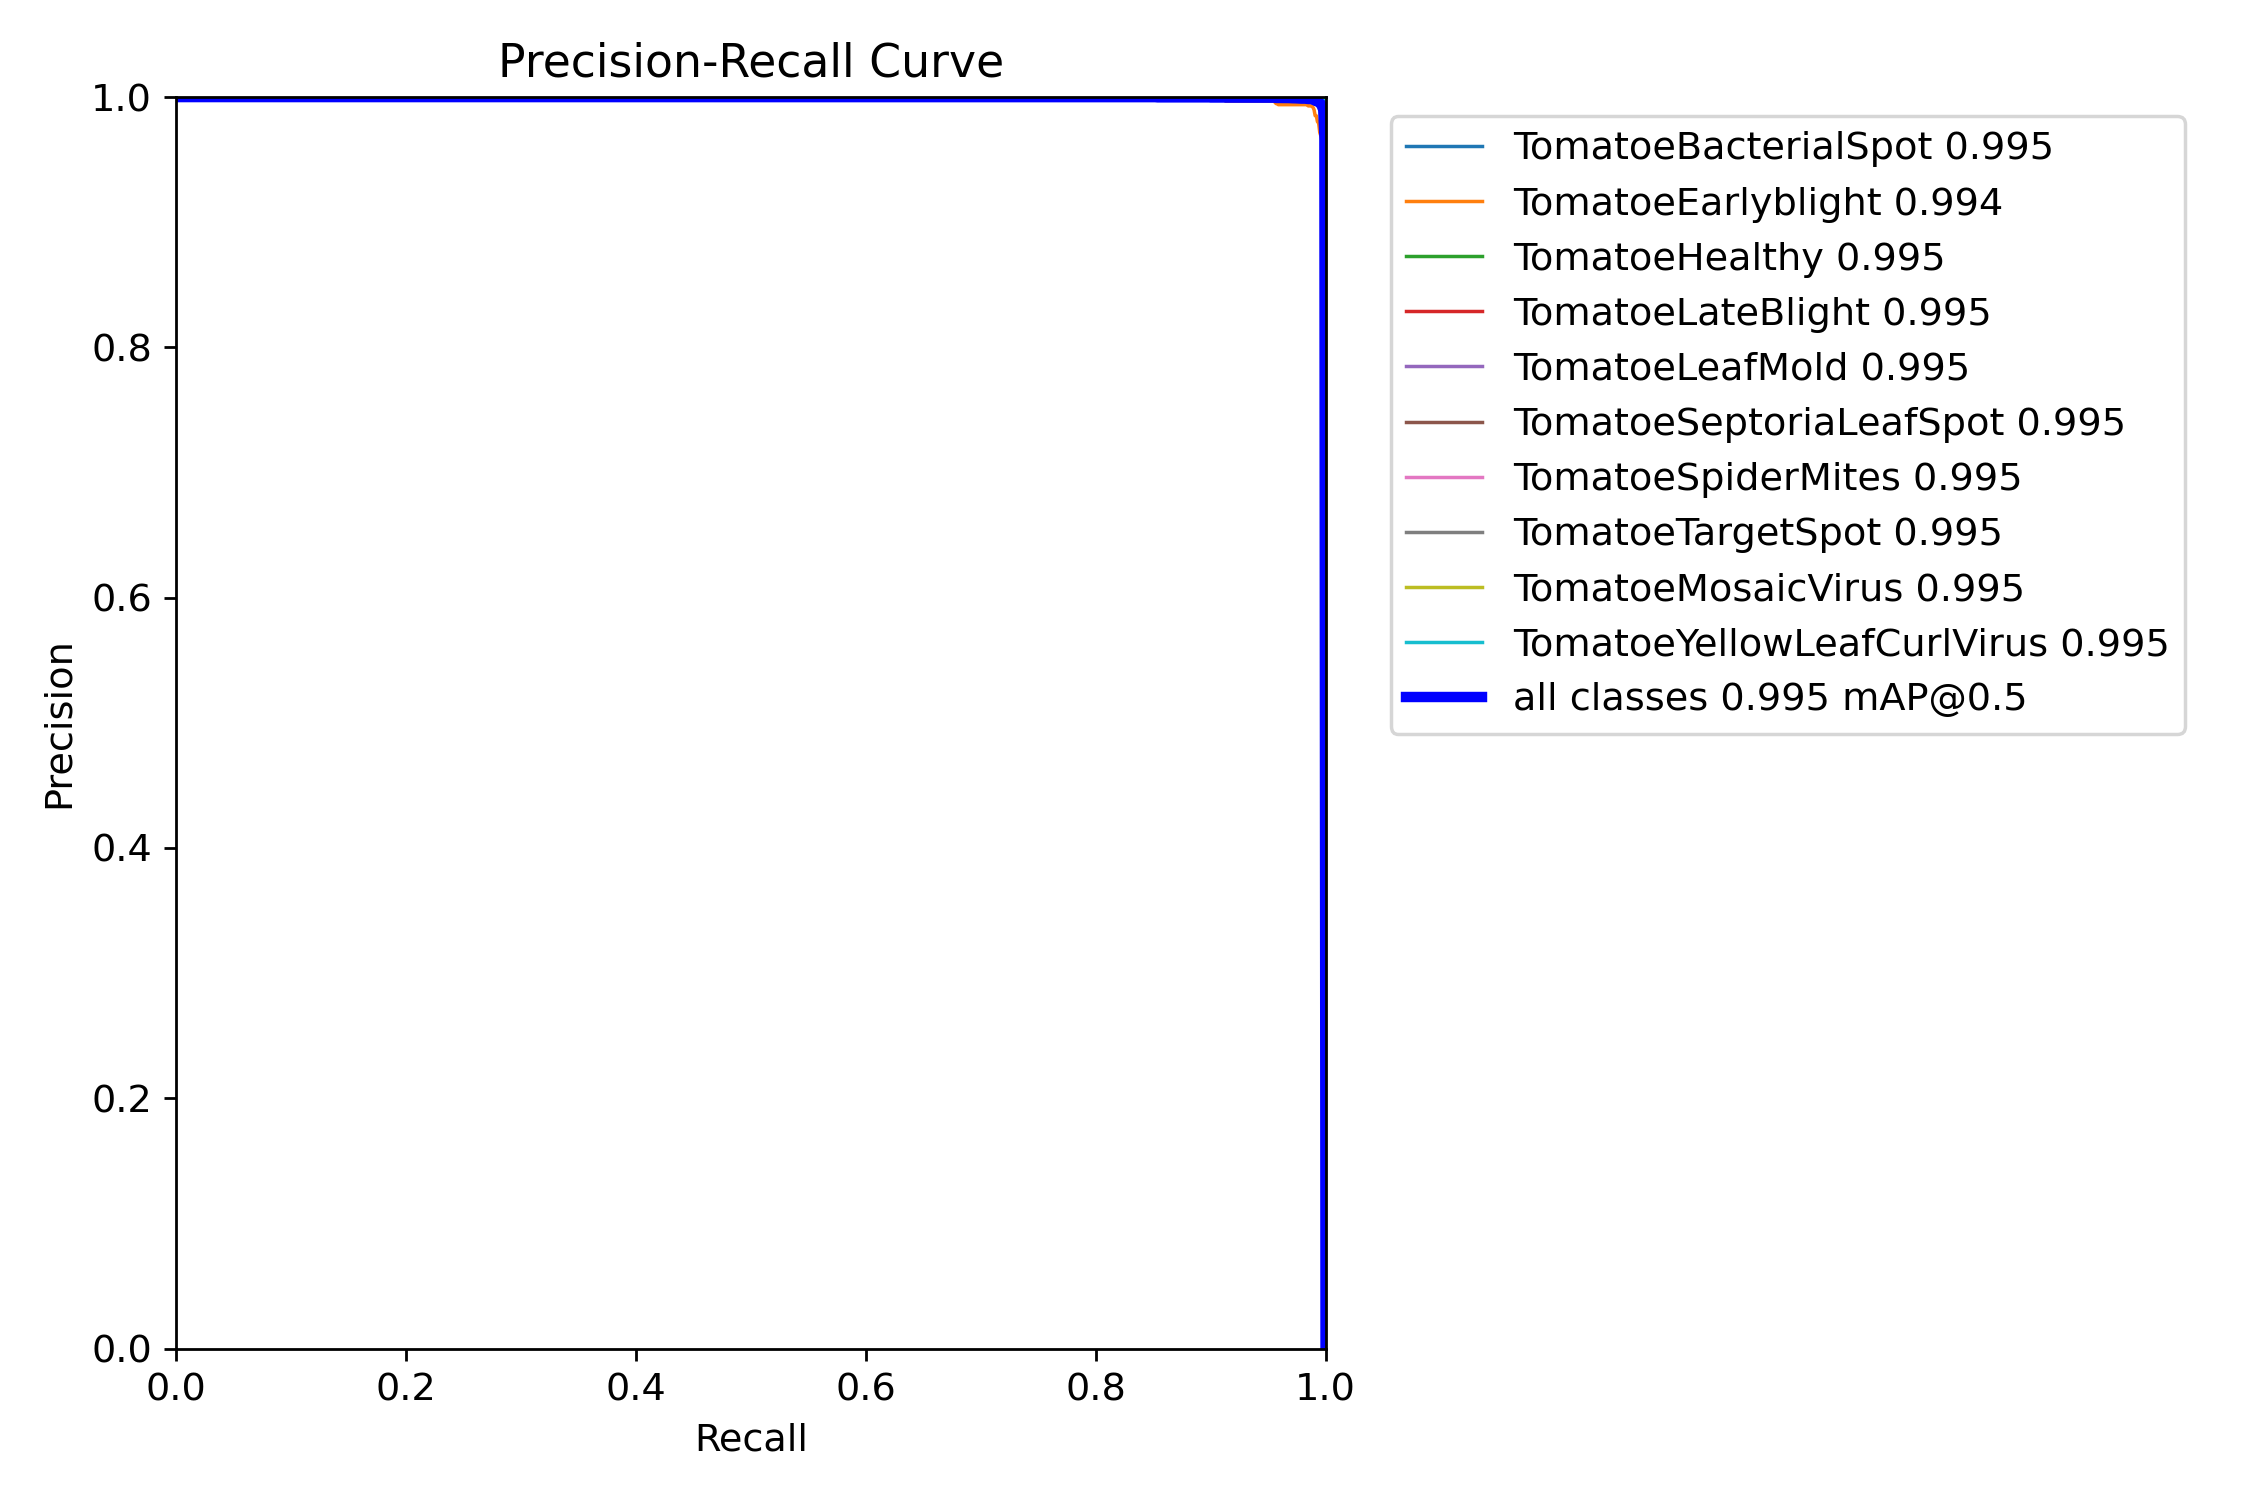 Precision-Recall Curve
1.0
0.8
0.6
0.4
0.2
0.0
Precision
0.0 0.2 0.4 0.6 0.8 1.0
Recall
TomatoeBacterialSpot 0.995
TomatoeEarlyblight 0.994
TomatoeHealthy 0.995
TomatoeLateBlight 0.995
TomatoeLeafMold 0.995
TomatoeSeptoriaLeafSpot 0.995
TomatoeSpiderMites 0.995
TomatoeTargetSpot 0.995
TomatoeMosaicVirus 0.995
TomatoeYellowLeafCurlVirus 0.995
all classes 0.995 mAP@0.5